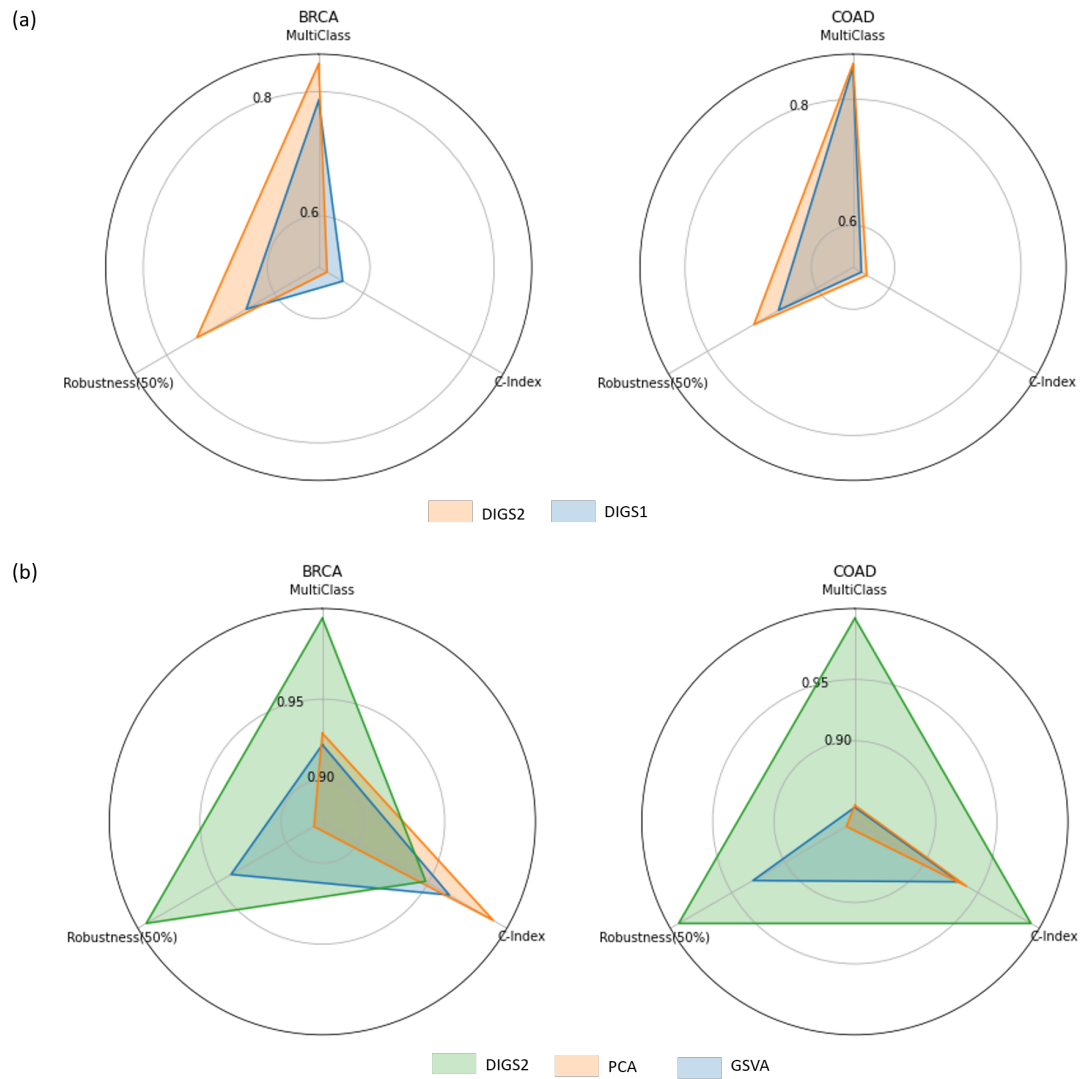 (a)
BRCA
MultiClass
0.8
0.6
Robustness(50%)
C-Index
COAD
MultiClass
0.8
0.6
Robustness(50%)
C-Index
DIGS2 DIGS1
(b)
BRCA
MultiClass
0.95
0.90
Robustness(50%)
C-Index
COAD
MultiClass
0.95
0.90
Robustness(50%)
C-Index
DIGS2 PCA GSVA